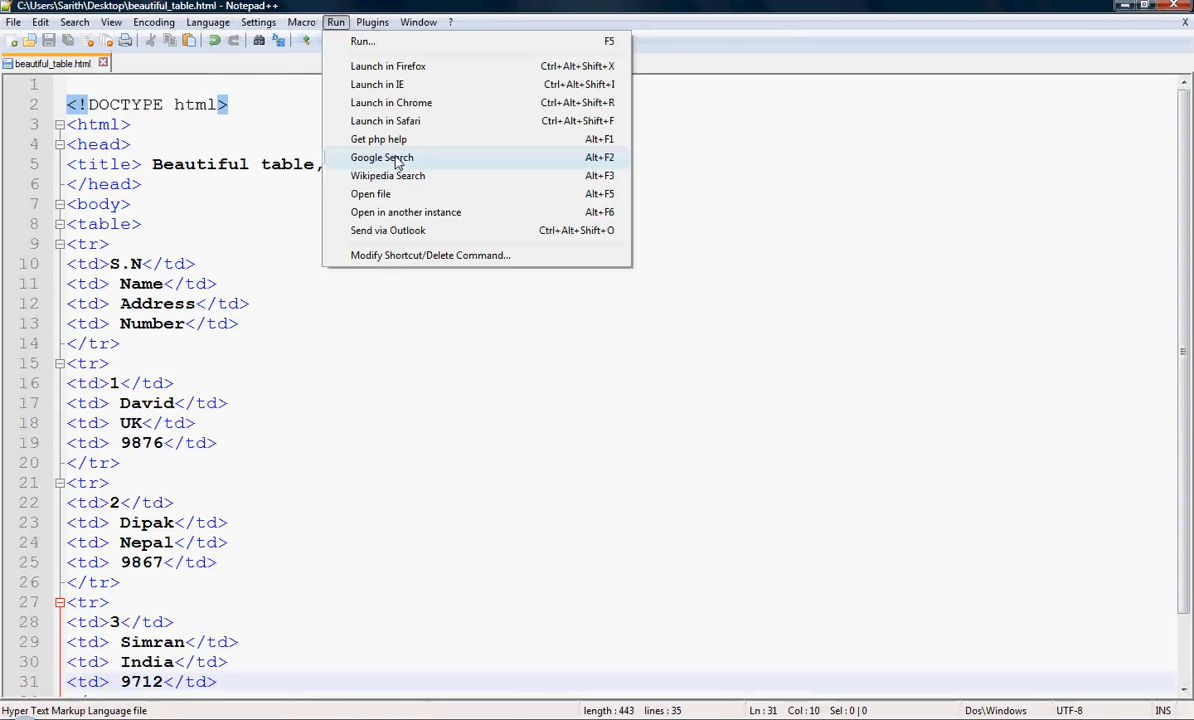 C:\Users\Sarith\Desktop\beautiful_table.html - Notepad++
File Edit Search View Encoding Language Settings Macro Run Plugins Window ? X
beautiful_table.html
Run... F5
Launch in Firefox Ctrl+Alt+Shift+X
Launch in IE Ctrl+Alt+Shift+I
Launch in Chrome Ctrl+Alt+Shift+R
Launch in Safari Ctrl+Alt+Shift+F
Get php help Alt+F1
Google Search Alt+F2
Wikipedia Search Alt+F3
Open file Alt+F5
Open in another instance Alt+F6
Send via Outlook Ctrl+Alt+Shift+O
Modify Shortcut/Delete Command...
1
2 <!DOCTYPE html>
3 <html>
4 <head>
5 <title> Beautiful table,
6 </head>
7 <body>
8 <table>
9 <tr>
10 <td>S.N</td>
11 <td> Name</td>
12 <td> Address</td>
13 <td> Number</td>
14 </tr>
15 <tr>
16 <td>1</td>
17 <td> David</td>
18 <td> UK</td>
19 <td> 9876</td>
20 </tr>
21 <tr>
22 <td>2</td>
23 <td> Dipak</td>
24 <td> Nepal</td>
25 <td> 9867</td>
26 </tr>
27 <tr>
28 <td>3</td>
29 <td> Simran</td>
30 <td> India</td>
31 <td> 9712</td>
Hyper Text Markup Language file length : 443 lines : 35 Ln : 31 Col : 10 Sel : 0 | 0 Dos\Windows UTF-8 INS